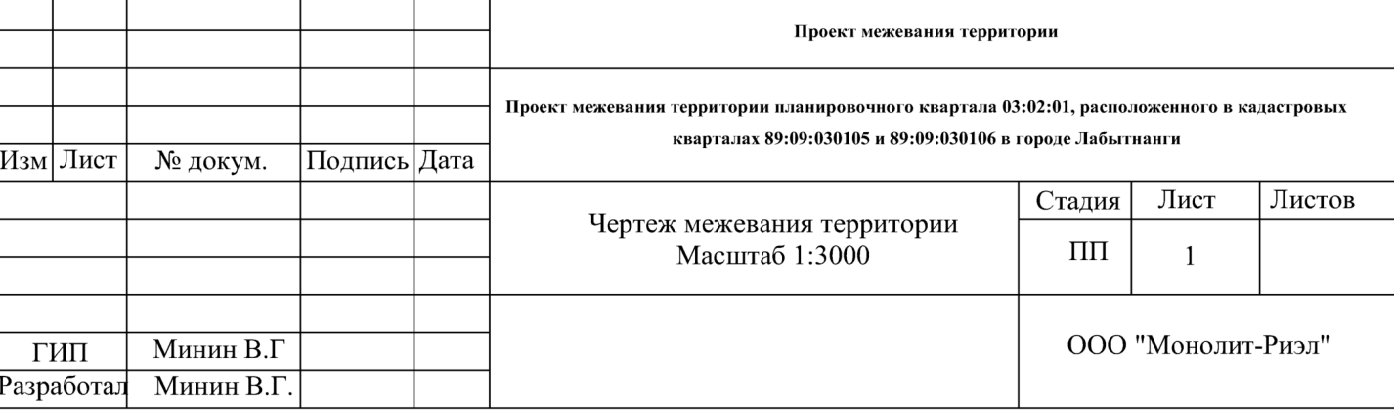 Проект межевания территории
Проект межевания территории планировочного квартала 03:02:01, расположенного в кадастровых
кварталах 89:09:030105 и 89:09:030106 в городе Лабытнанги
Изм Лист № докум. Подпись Дата
Чертеж межевания территории
Масштаб 1:3000
Стадия Лист Листов
ПП 1
ГИП Минин В.Г
Разработал Минин В.Г.
ООО "Монолит-Риэл"